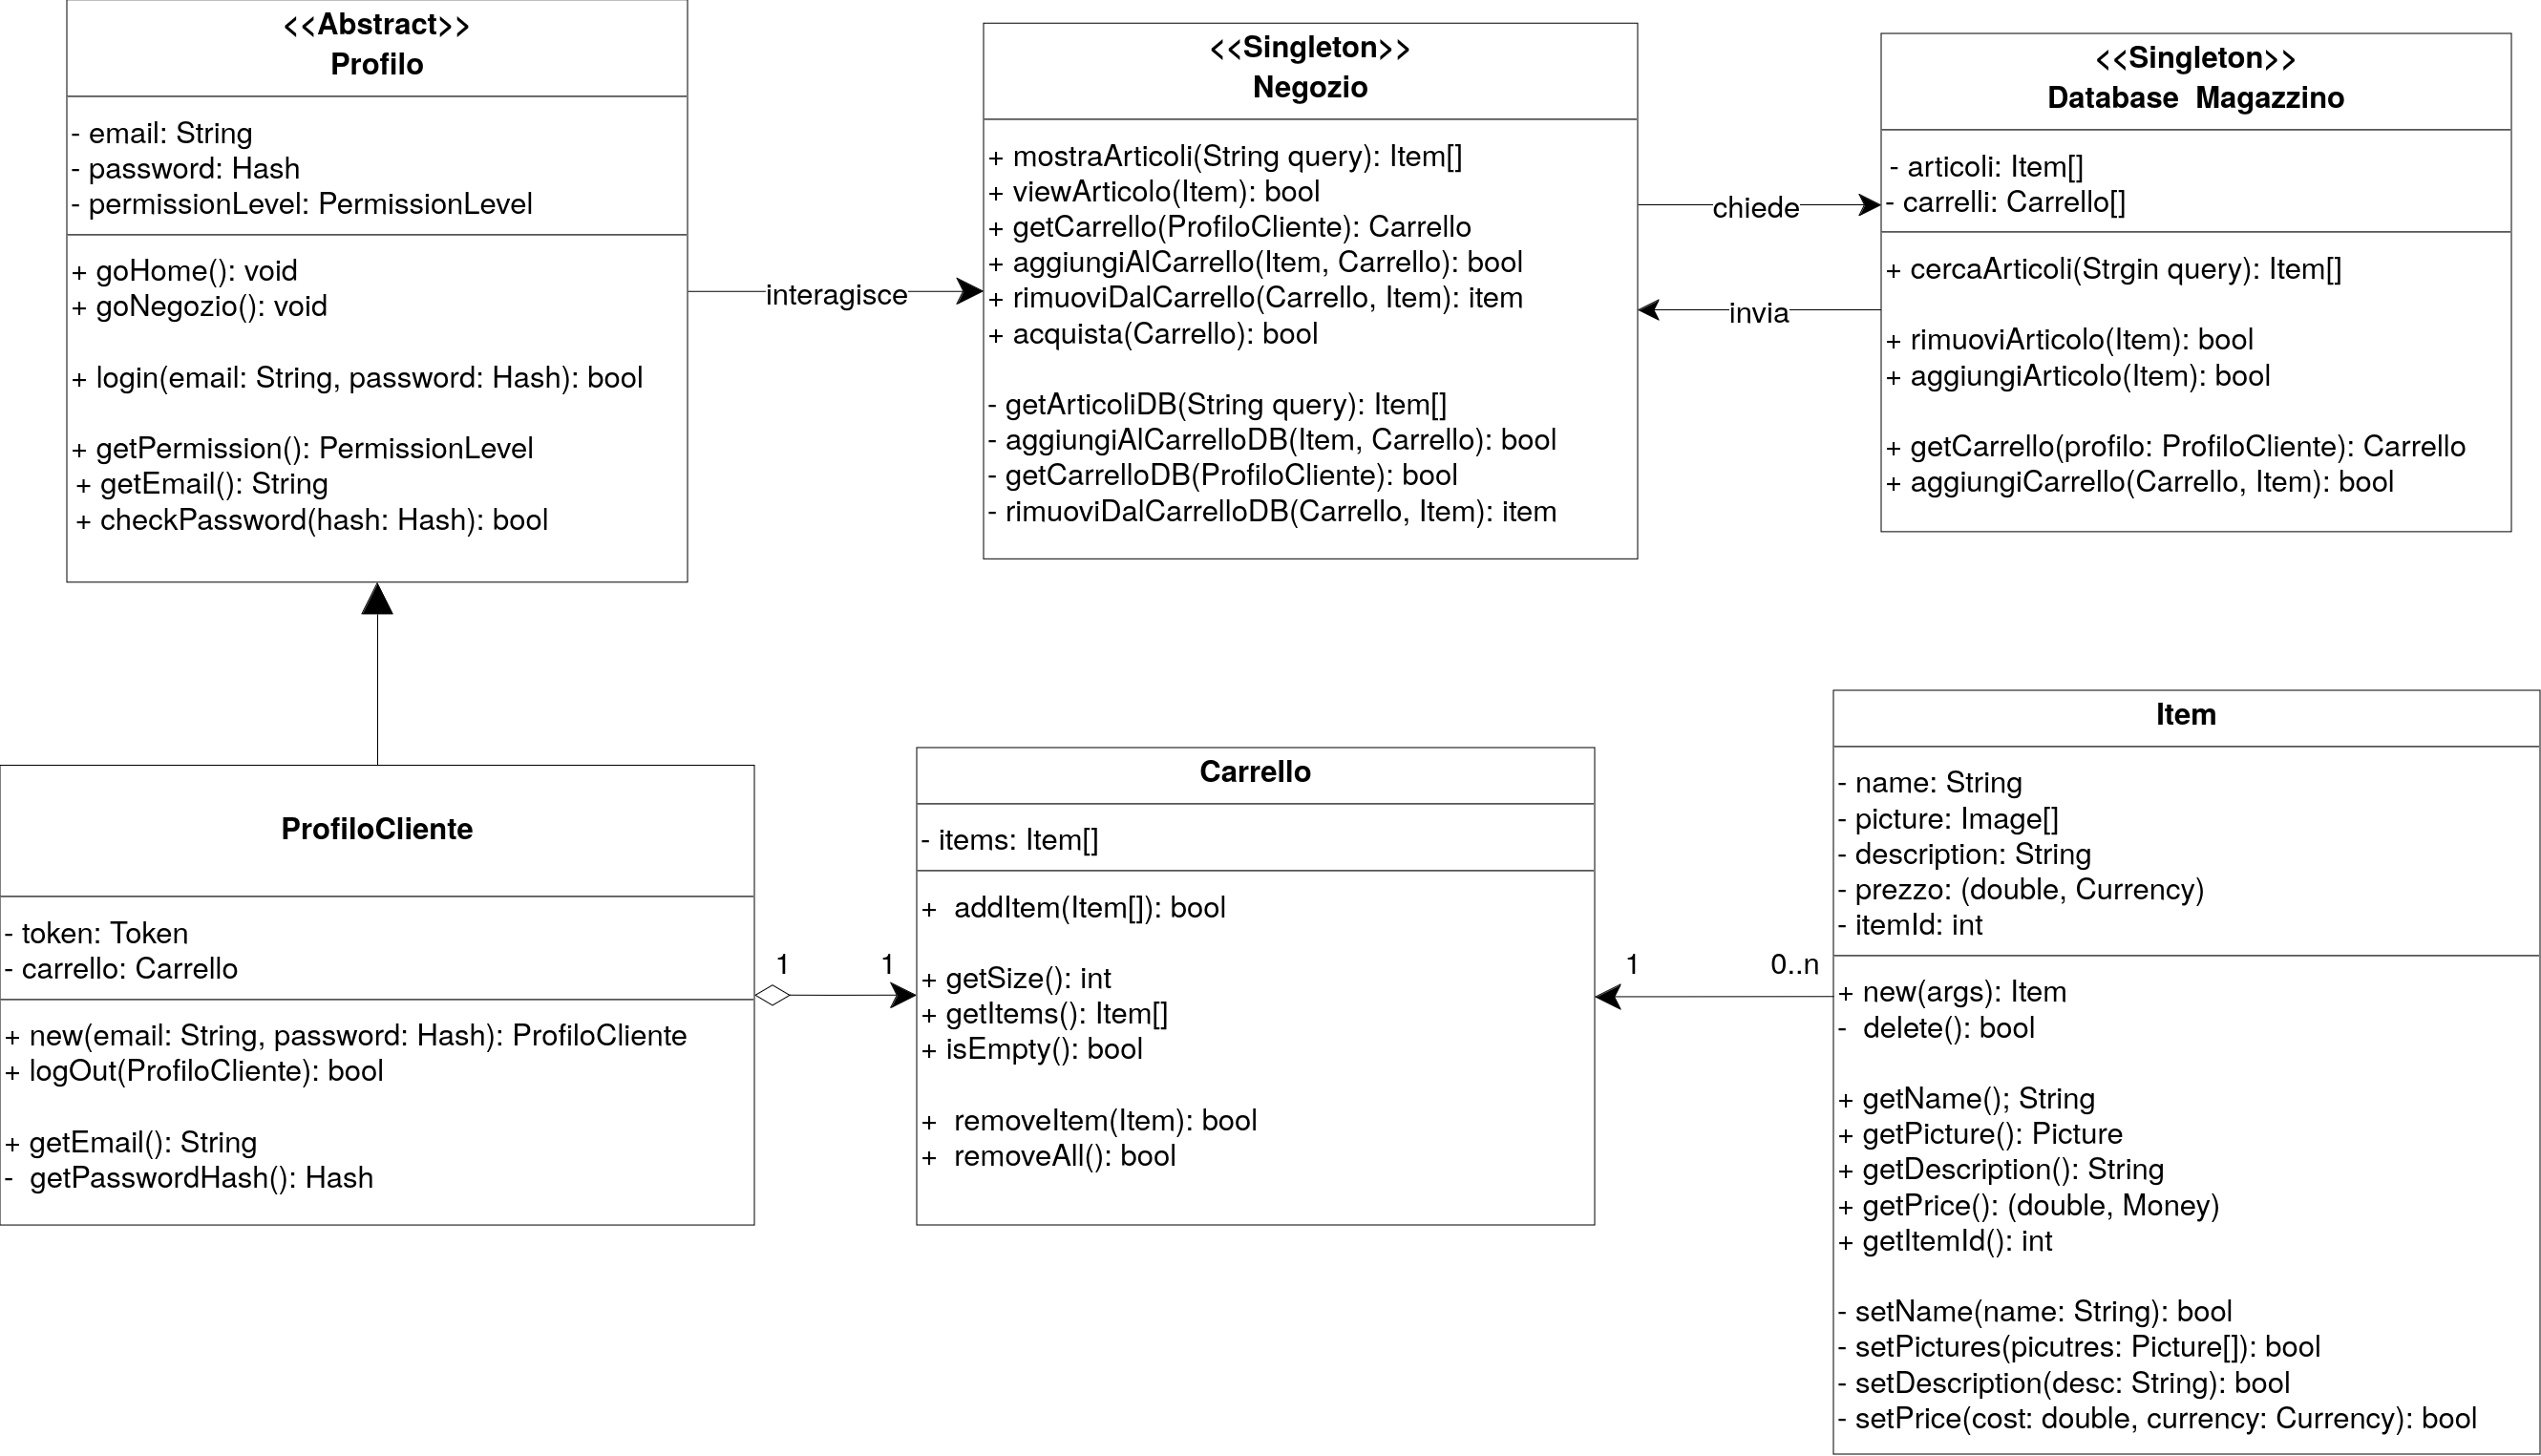 <<Abstract>>
Profilo
- email: String
- password: Hash
- permissionLevel: PermissionLevel
+ goHome(): void
+ goNegozio(): void
+ login(email: String, password: Hash): bool
+ getPermission(): PermissionLevel
+ getEmail(): String
+ checkPassword(hash: Hash): bool
interagisce
<<Singleton>>
Negozio
+ mostraArticoli(String query): Item[]
+ viewArticolo(Item): bool
+ getCarrello(ProfiloCliente): Carrello
+ aggiungiAlCarrello(Item, Carrello): bool
+ rimuoviDalCarrello(Carrello, Item): item
+ acquista(Carrello): bool
- getArticoliDB(String query): Item[]
- aggiungiAlCarrelloDB(Item, Carrello): bool
- getCarrelloDB(ProfiloCliente): bool
- rimuoviDalCarrelloDB(Carrello, Item): item
chiede
invia
<<Singleton>>
Database Magazzino
- articoli: Item[]
- carrelli: Carrello[]
+ cercaArticoli(Strgin query): Item[]
+ rimuoviArticolo(Item): bool
+ aggiungiArticolo(Item): bool
+ getCarrello(profilo: ProfiloCliente): Carrello
+ aggiungiCarrello(Carrello, Item): bool
ProfiloCliente
- token: Token
- carrello: Carrello
+ new(email: String, password: Hash): ProfiloCliente
+ logOut(ProfiloCliente): bool
+ getEmail(): String
- getPasswordHash(): Hash
1
1
Carrello
- items: Item[]
+ addItem(Item[]): bool
+ getSize(): int
+ getItems(): Item[]
+ isEmpty(): bool
+ removeItem(Item): bool
+ removeAll(): bool
1
0..n
Item
- name: String
- picture: Image[]
- description: String
- prezzo: (double, Currency)
- itemId: int
+ new(args): Item
- delete(): bool
+ getName(); String
+ getPicture(): Picture
+ getDescription(): String
+ getPrice(): (double, Money)
+ getItemId(): int
- setName(name: String): bool
- setPictures(picutres: Picture[]): bool
- setDescription(desc: String): bool
- setPrice(cost: double, currency: Currency): bool